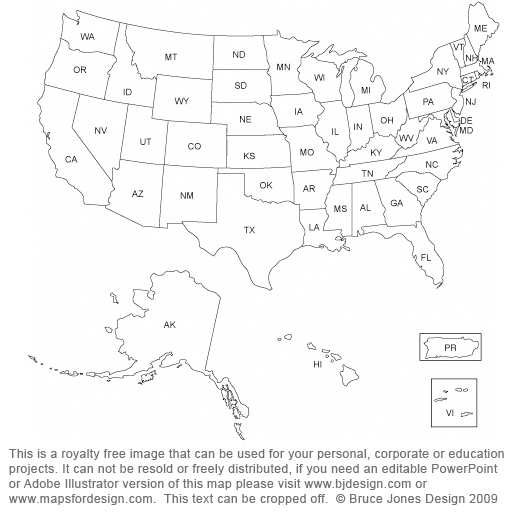 WA
MT
ND
MN
ME
VT
NH
MA
OR
ID
SD
WI
MI
NY
CT
RI
WY
NE
IA
PA
NJ
NV
UT
CO
KS
IL
IN
OH
DE
MD
WV
VA
CA
MO
KY
NC
AZ
NM
OK
AR
TN
SC
TX
LA
MS
AL
GA
FL
AK
HI
PR
VI
This is a royalty free image that can be used for your personal, corporate or education
projects. It can not be resold or freely distributed, if you need an editable PowerPoint
or Adobe Illustrator version of this map please visit www.bjdesign.com or
www.mapsfordesign.com. This text can be cropped off. © Bruce Jones Design 2009